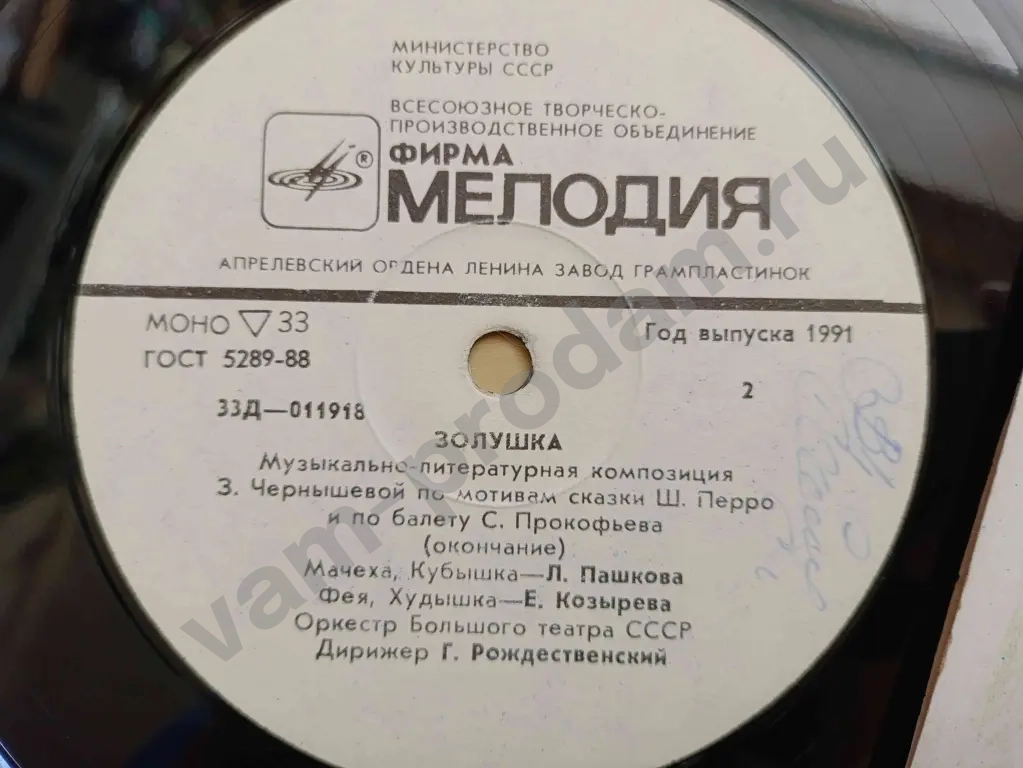 МИНИСТЕРСТВО
КУЛЬТУРЫ СССР
ВСЕСОЮЗНОЕ ТВОРЧЕСКО-
ПРОИЗВОДСТВЕННОЕ ОБЪЕДИНЕНИЕ
ФИРМА
®
МЕЛОДИЯ
АПРЕЛЕВСКИЙ ОРДЕНА ЛЕНИНА ЗАВОД ГРАМПЛАСТИНОК
МОНО ▽ 33
Год выпуска 1991
ГОСТ 5289-88
2
33Д—011918
ЗОЛУШКА
Музыкально-литературная композиция
З. Чернышевой по мотивам сказки Ш. Перро
и по балету С. Прокофьева
(окончание)
Мачеха, Кубышка—Л. Пашкова
Фея, Худышка—Е. Козырева
Оркестр Большого театра СССР
Дирижер Г. Рождественский
vam-prodam.ru